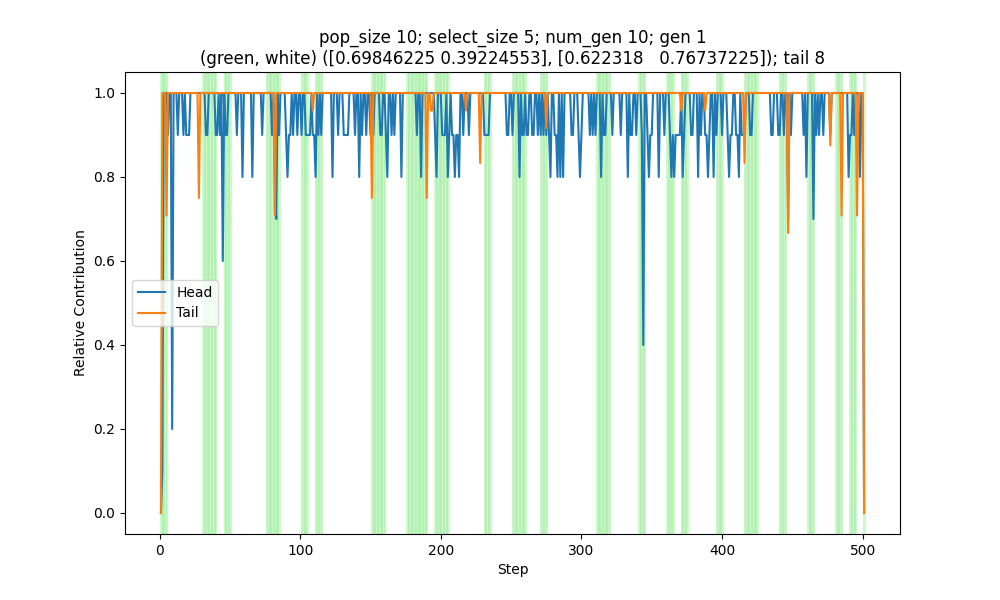 pop_size 10; select_size 5; num_gen 10; gen 1
(green, white) ([0.69846225 0.39224553], [0.622318   0.76737225]); tail 8
1.0
0.8
0.6
0.4
0.2
0.0
Relative Contribution
Head
Tail
0 100 200 300 400 500
Step